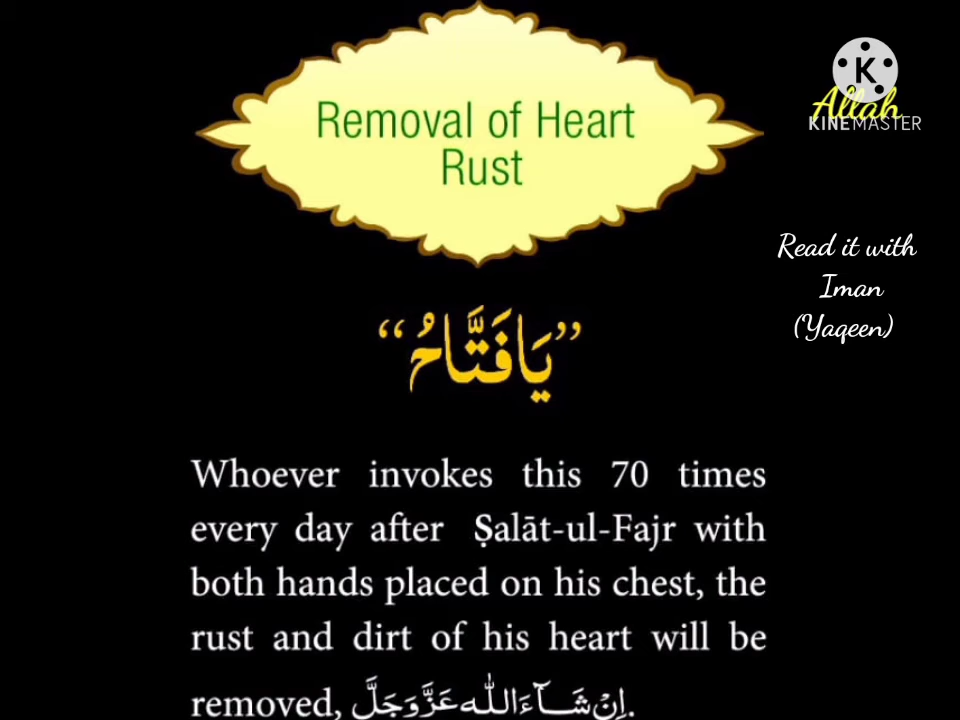 Removal of Heart
Rust
Allah
KINEMASTER
Read it with
Iman
(Yaqeen)
”يَافَتَّاحُ“
Whoever invokes this 70 times
every day after Ṣalāt-ul-Fajr with
both hands placed on his chest, the
rust and dirt of his heart will be
removed, اِنْ شَآءَاللّٰه عَزَّوَجَلَّ.